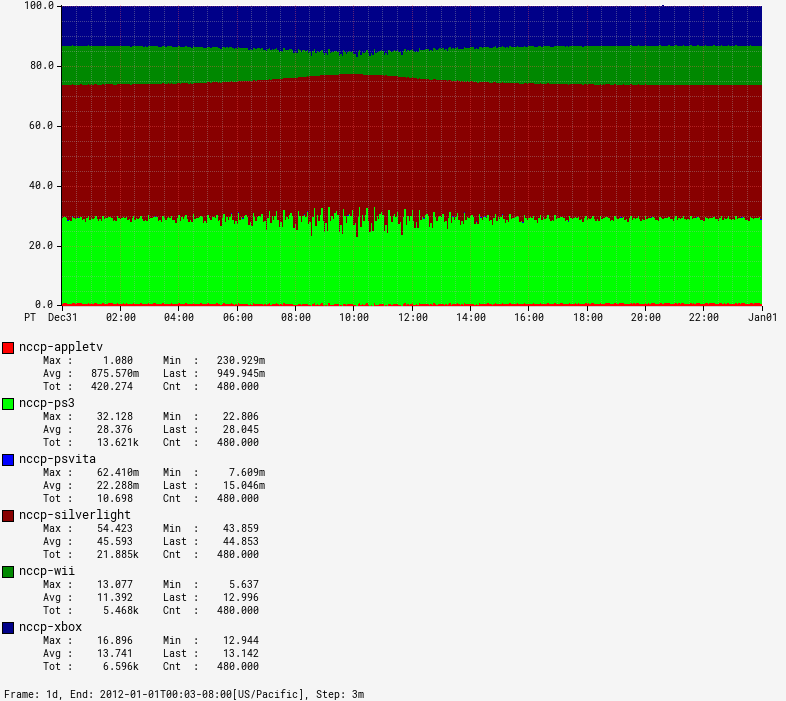 100.0
80.0
60.0
40.0
20.0
0.0
PT Dec31 02:00 04:00 06:00 08:00 10:00 12:00 14:00 16:00 18:00 20:00 22:00 Jan01
nccp-appletv
Max : 1.080 Min : 230.929m
Avg : 875.570m Last : 949.945m
Tot : 420.274 Cnt : 480.000
nccp-ps3
Max : 32.128 Min : 22.806
Avg : 28.376 Last : 28.045
Tot : 13.621k Cnt : 480.000
nccp-psvita
Max : 62.410m Min : 7.609m
Avg : 22.288m Last : 15.046m
Tot : 10.698 Cnt : 480.000
nccp-silverlight
Max : 54.423 Min : 43.859
Avg : 45.593 Last : 44.853
Tot : 21.885k Cnt : 480.000
nccp-wii
Max : 13.077 Min : 5.637
Avg : 11.392 Last : 12.996
Tot : 5.468k Cnt : 480.000
nccp-xbox
Max : 16.896 Min : 12.944
Avg : 13.741 Last : 13.142
Tot : 6.596k Cnt : 480.000
Frame: 1d, End: 2012-01-01T00:03-08:00[US/Pacific], Step: 3m